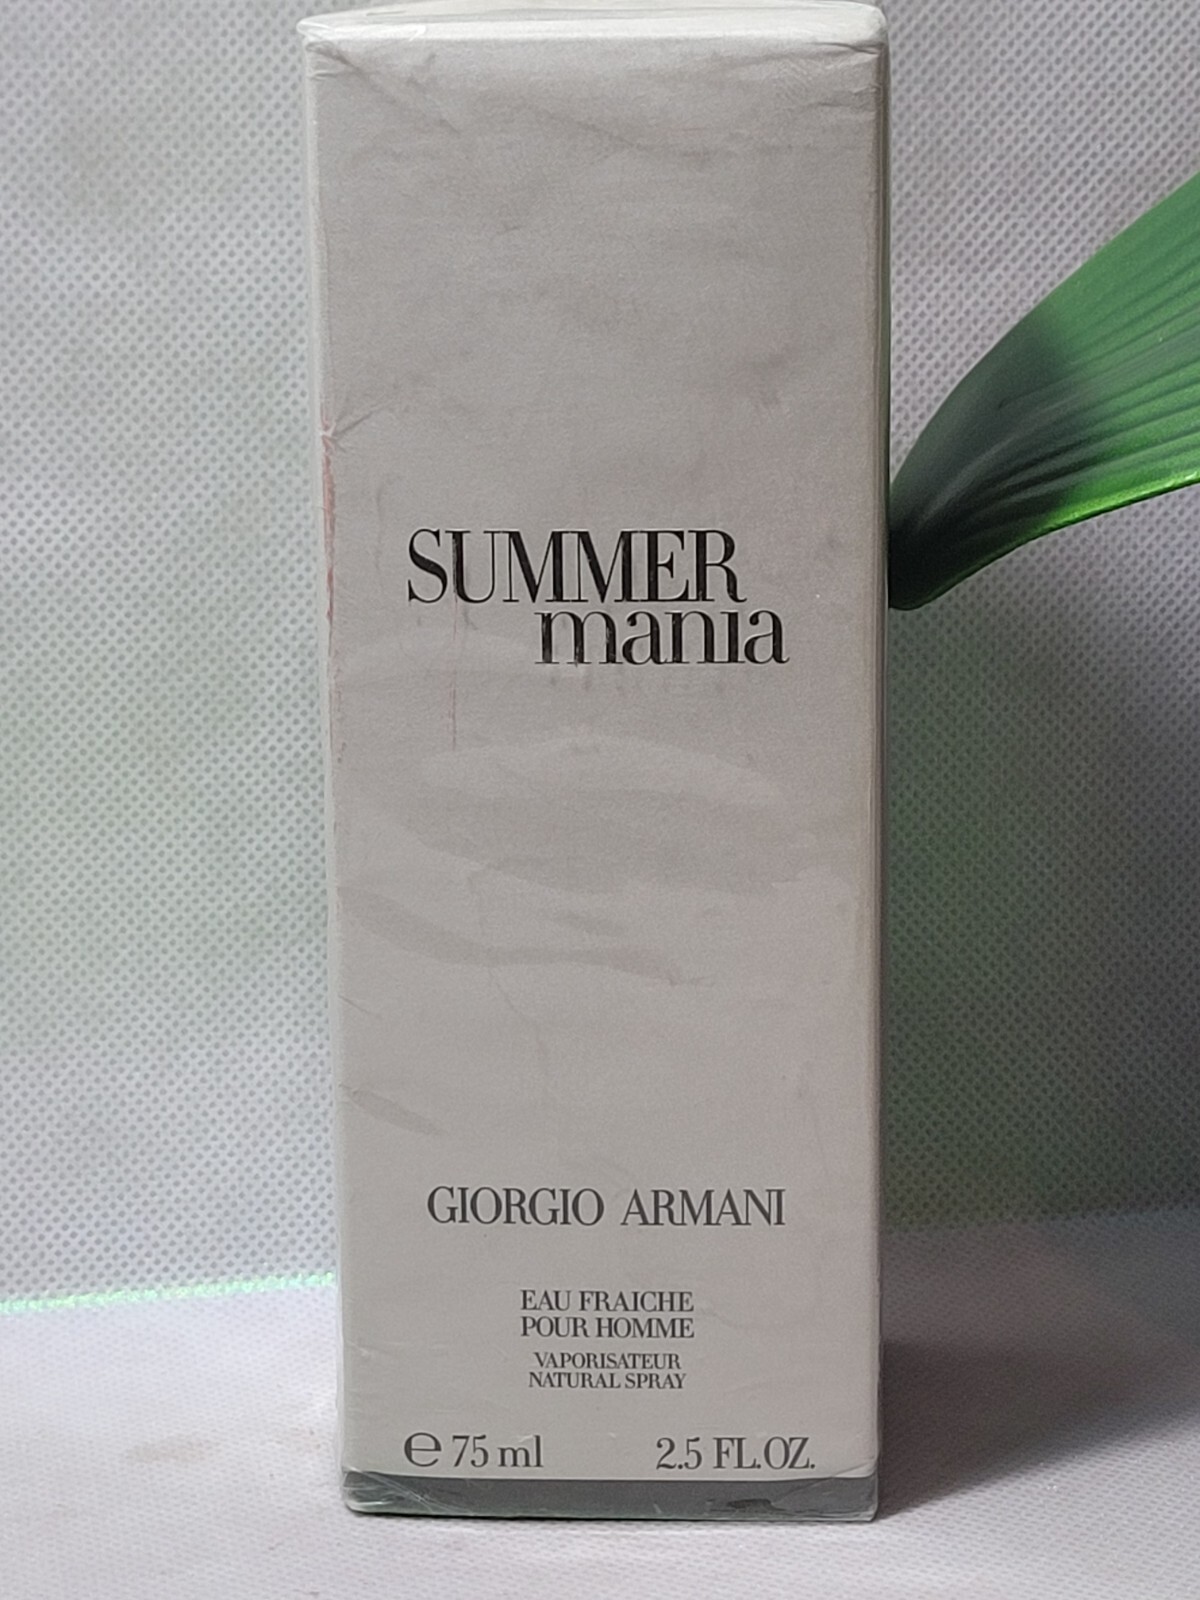 SUMMER
mania
GIORGIO ARMANI
EAU FRAICHE
POUR HOMME
VAPORISATEUR
NATURAL SPRAY
℮ 75 ml 2.5 FL.OZ.